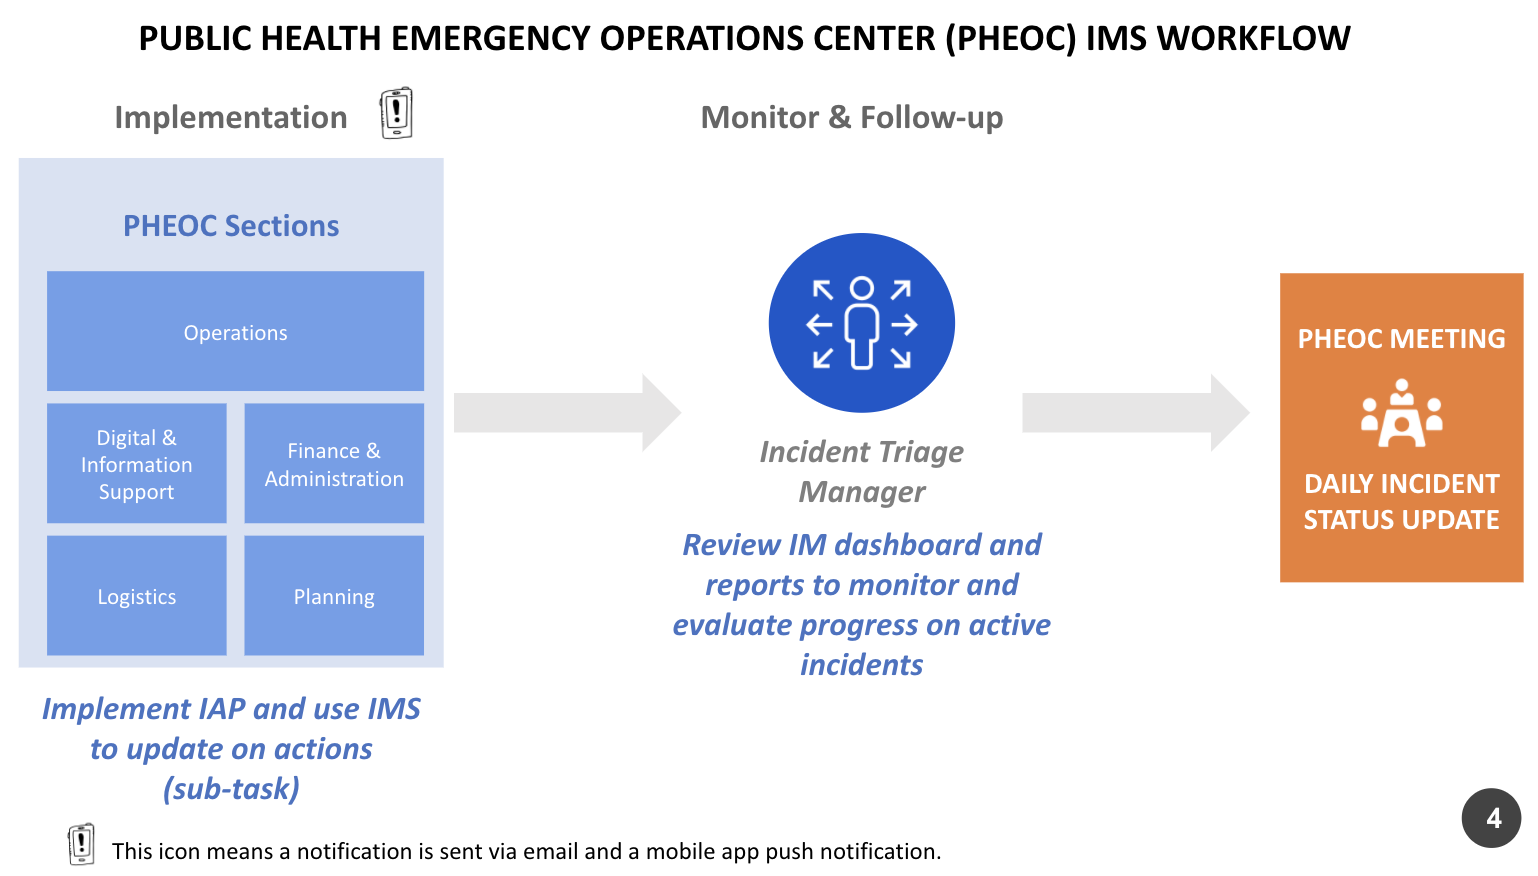 PUBLIC HEALTH EMERGENCY OPERATIONS CENTER (PHEOC) IMS WORKFLOW
Implementation
Monitor & Follow-up
PHEOC Sections
Operations
Digital &
Information
Support
Finance &
Administration
Logistics
Planning
Implement IAP and use IMS
to update on actions
(sub-task)
Incident Triage
Manager
Review IM dashboard and
reports to monitor and
evaluate progress on active
incidents
PHEOC MEETING
DAILY INCIDENT
STATUS UPDATE
This icon means a notification is sent via email and a mobile app push notification.
4